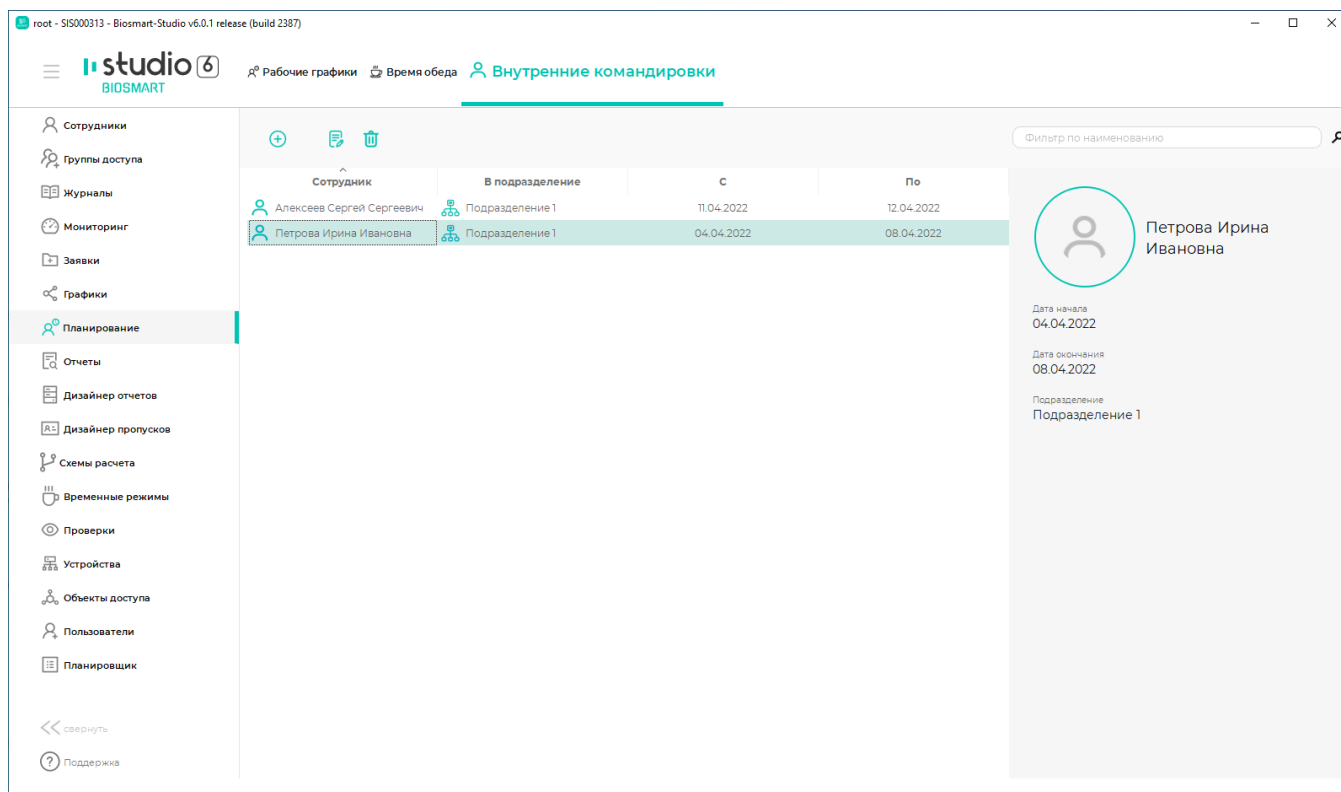 root - SIS000313 - Biosmart-Studio v6.0.1 release (build 2387)
studio 6
BIOSMART
Рабочие графики Время обеда Внутренние командировки
Сотрудники
Группы доступа
Журналы
Мониторинг
Заявки
Графики
Планирование
Отчеты
Дизайнер отчетов
Дизайнер пропусков
Схемы расчета
Временные режимы
Проверки
Устройства
Объекты доступа
Пользователи
Планировщик
свернуть
Поддержка
Фильтр по наименованию
Сотрудник В подразделение С По
Алексеев Сергей Сергеевич Подразделение 1 11.04.2022 12.04.2022
Петрова Ирина Ивановна Подразделение 1 04.04.2022 08.04.2022
Петрова Ирина
Ивановна
Дата начала
04.04.2022
Дата окончания
08.04.2022
Подразделение
Подразделение 1